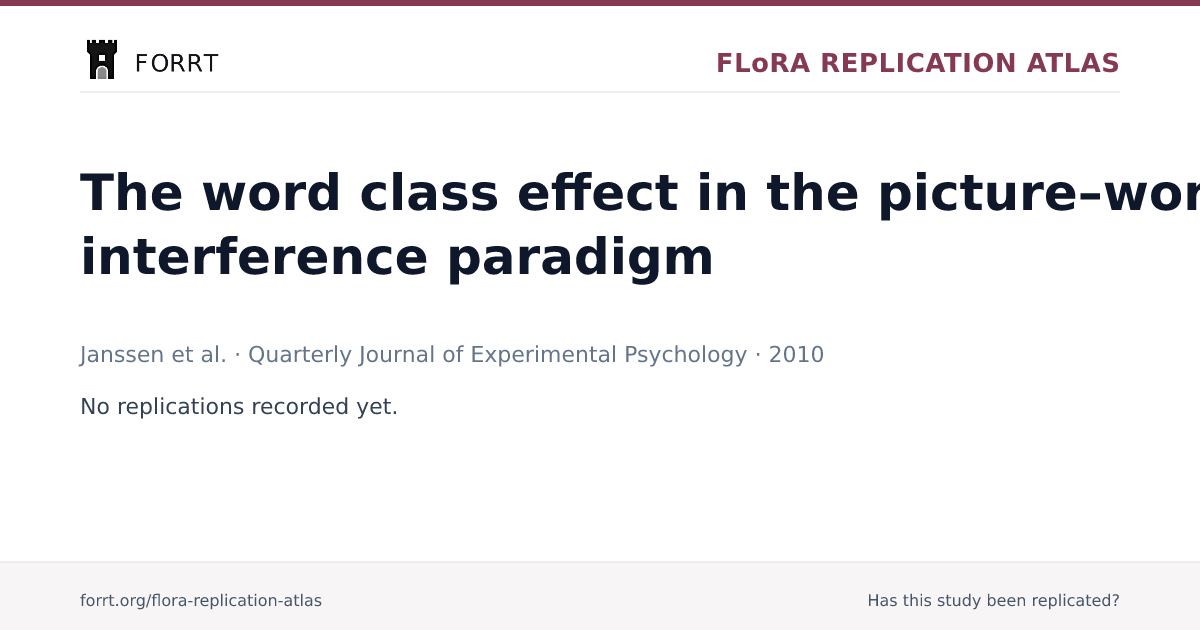 FORRT
FLoRA REPLICATION ATLAS
The word class effect in the picture–wor
interference paradigm
Janssen et al. · Quarterly Journal of Experimental Psychology · 2010
No replications recorded yet.
forrt.org/flora-replication-atlas
Has this study been replicated?